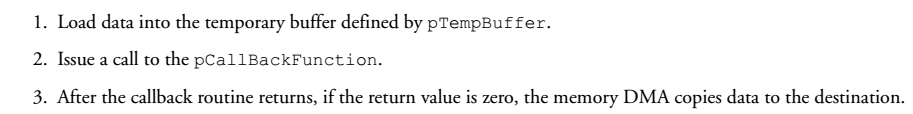 1. Load data into the temporary buffer defined by pTempBuffer.
2. Issue a call to the pCallBackFunction.
3. After the callback routine returns, if the return value is zero, the memory DMA copies data to the destination.